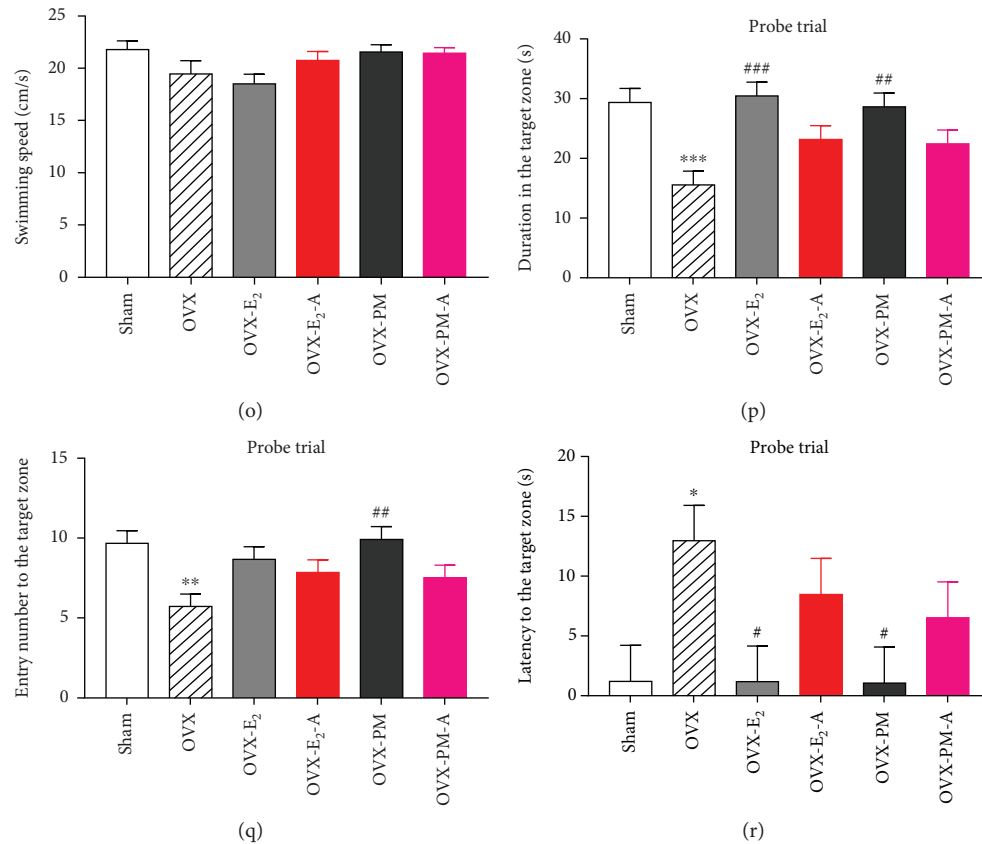 Swimming speed (cm/s)
25
20
15
10
5
0
Sham
OVX
OVX-E₂
OVX-E₂-A
OVX-PM
OVX-PM-A
(o)
Probe trial
Duration in the target zone (s)
40
30
20
10
0
***
###
##
Sham
OVX
OVX-E₂
OVX-E₂-A
OVX-PM
OVX-PM-A
(p)
Probe trial
Entry number to the target zone
15
10
5
0
**
##
Sham
OVX
OVX-E₂
OVX-E₂-A
OVX-PM
OVX-PM-A
(q)
Probe trial
Latency to the target zone (s)
20
15
10
5
0
*
#
#
Sham
OVX
OVX-E₂
OVX-E₂-A
OVX-PM
OVX-PM-A
(r)